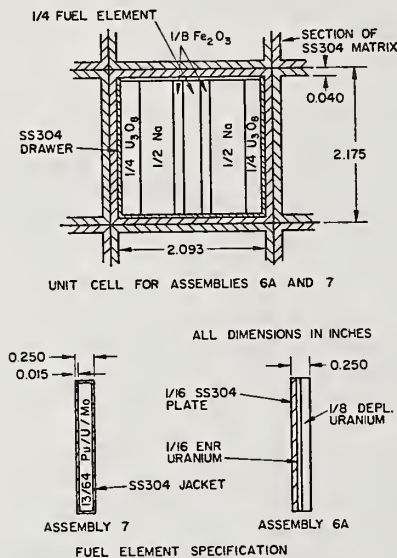 1/4 FUEL ELEMENT
1/8 Fe2O3
SECTION OF
SS304 MATRIX
0.040
SS304
DRAWER
1/4 U3O8
1/2 Na
1/2 Na
1/4 U3O8
2.175
2.093
UNIT CELL FOR ASSEMBLIES 6A AND 7
ALL DIMENSIONS IN INCHES
0.250
0.015
13/64 Pu/U/Mo
SS304 JACKET
ASSEMBLY 7
0.250
1/16 SS304
PLATE
1/8 DEPL.
URANIUM
1/16 ENR
URANIUM
ASSEMBLY 6A
FUEL ELEMENT SPECIFICATION